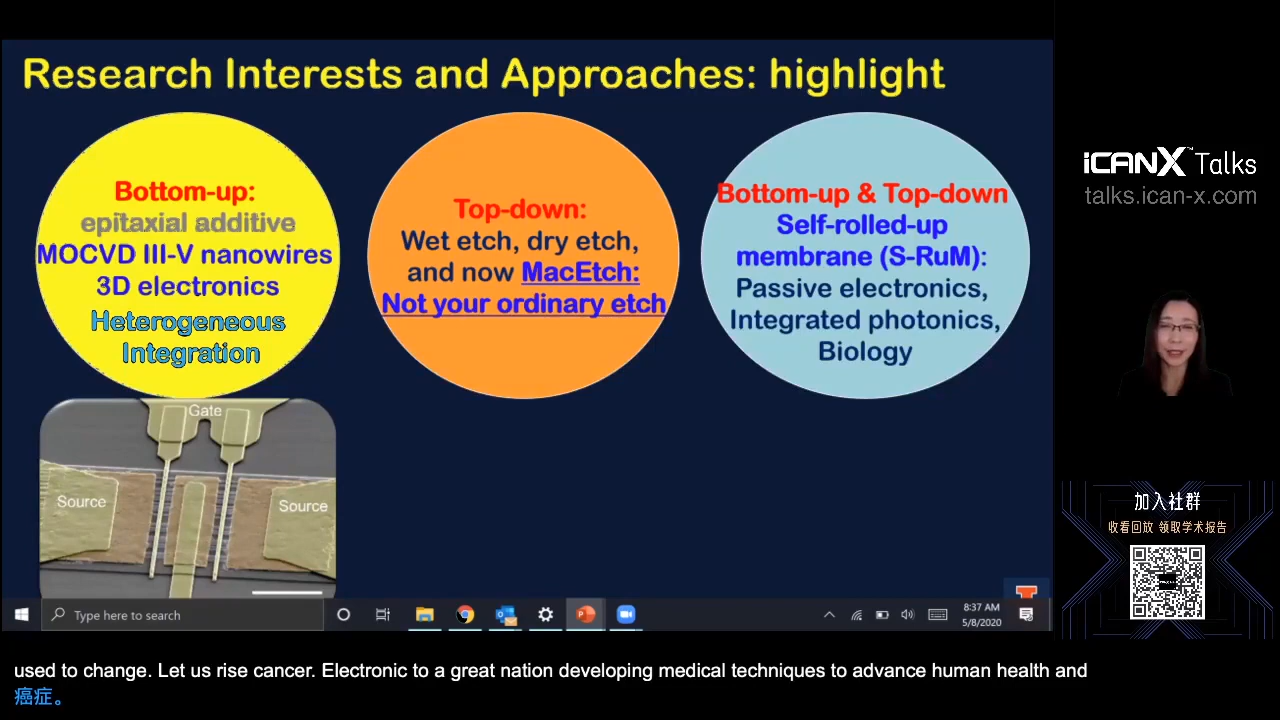 Research Interests and Approaches: highlight
Bottom-up:
epitaxial additive
MOCVD III-V nanowires
3D electronics
Heterogeneous
Integration
Top-down:
Wet etch, dry etch,
and now MacEtch:
Not your ordinary etch
Bottom-up & Top-down
Self-rolled-up
membrane (S-RuM):
Passive electronics,
Integrated photonics,
Biology
Gate
Source
Source
iCANX™ Talks
talks.ican-x.com
加入社群
收看回放 领取学术报告
Type here to search
8:37 AM
5/8/2020
used to change. Let us rise cancer. Electronic to a great nation developing medical techniques to advance human health and
癌症。